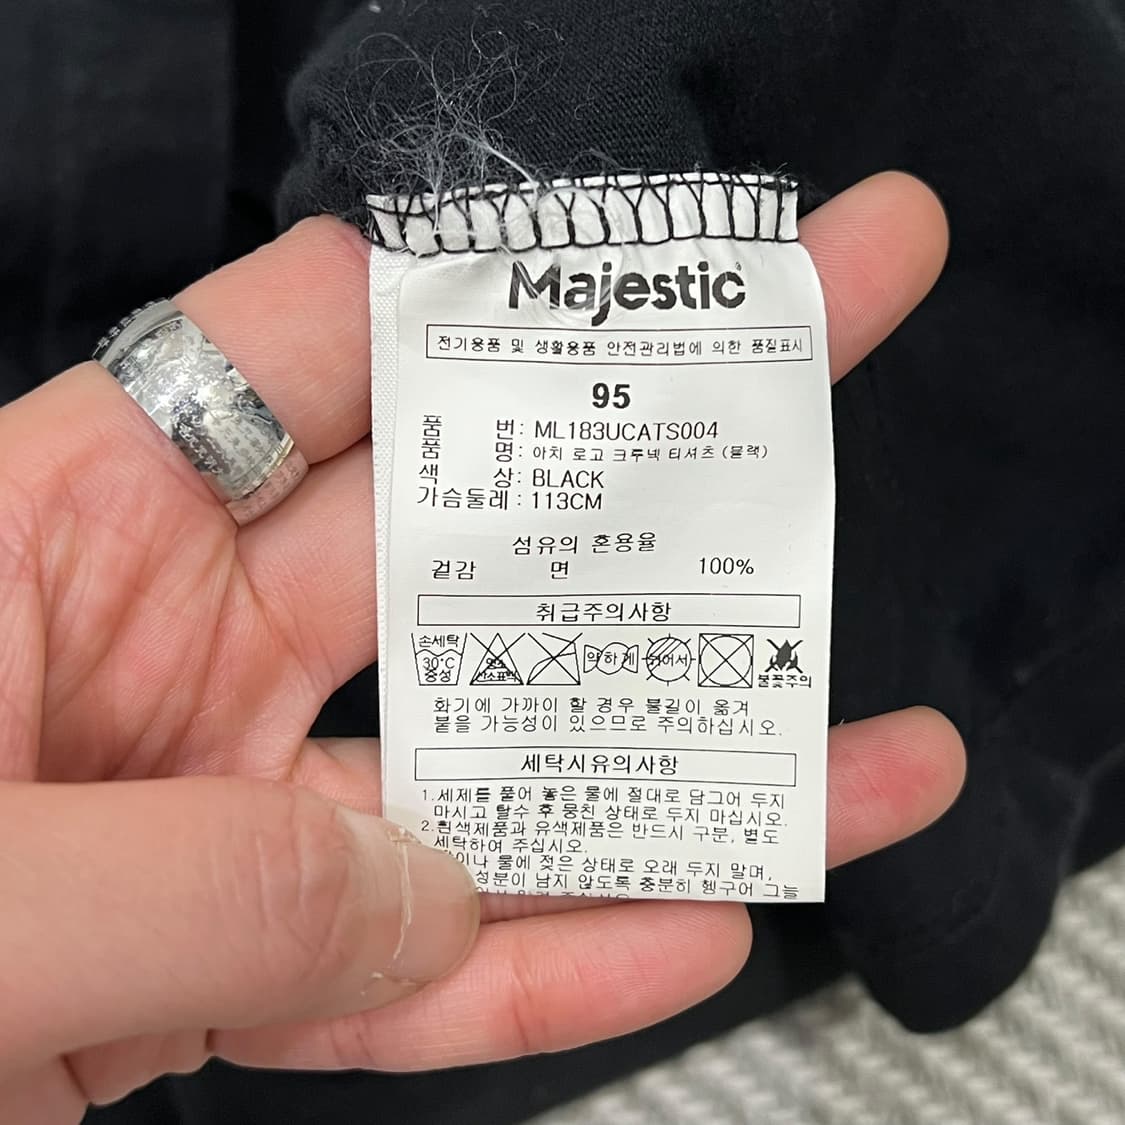 Majestic
전기용품 및 생활용품 안전관리법에 의한 품질표시
95
품 번: ML183UCATS004
품 명: 아치 로고 크루넥 티셔츠 (블랙)
색 상: BLACK
가슴둘레: 113CM
섬유의 혼용율
겉감 면 100%
취급주의사항
손세탁 30°C 중성
염소 산소표백
약하게
뉘어서
불꽃주의
화기에 가까이 할 경우 불길이 옮겨
붙을 가능성이 있으므로 주의하십시오.
세탁시유의사항
1.세제를 풀어 놓은 물에 절대로 담그어 두지
마시고 탈수 후 뭉친 상태로 두지 마십시오.
2.흰색제품과 유색제품은 반드시 구분, 별도
세탁하여 주십시오.
물에 젖은 상태로 오래 두지 말며,
성분이 남지 않도록 충분히 헹구어 그늘